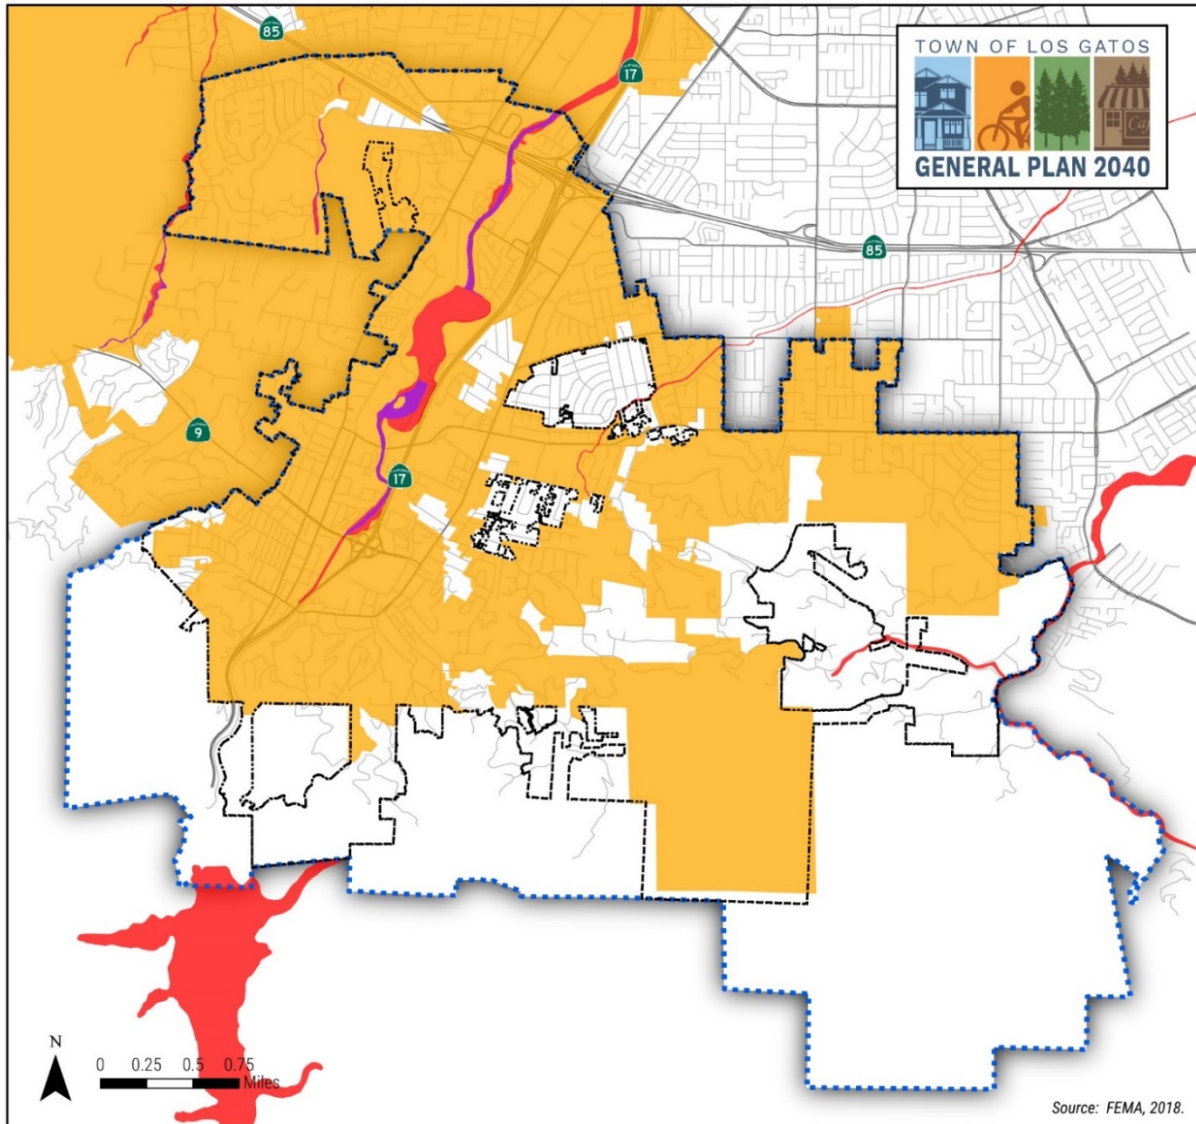 85
17
TOWN OF LOS GATOS
Caf
GENERAL PLAN 2040
85
9
17
N
0 0.25 0.5 0.75
Miles
Source: FEMA, 2018.